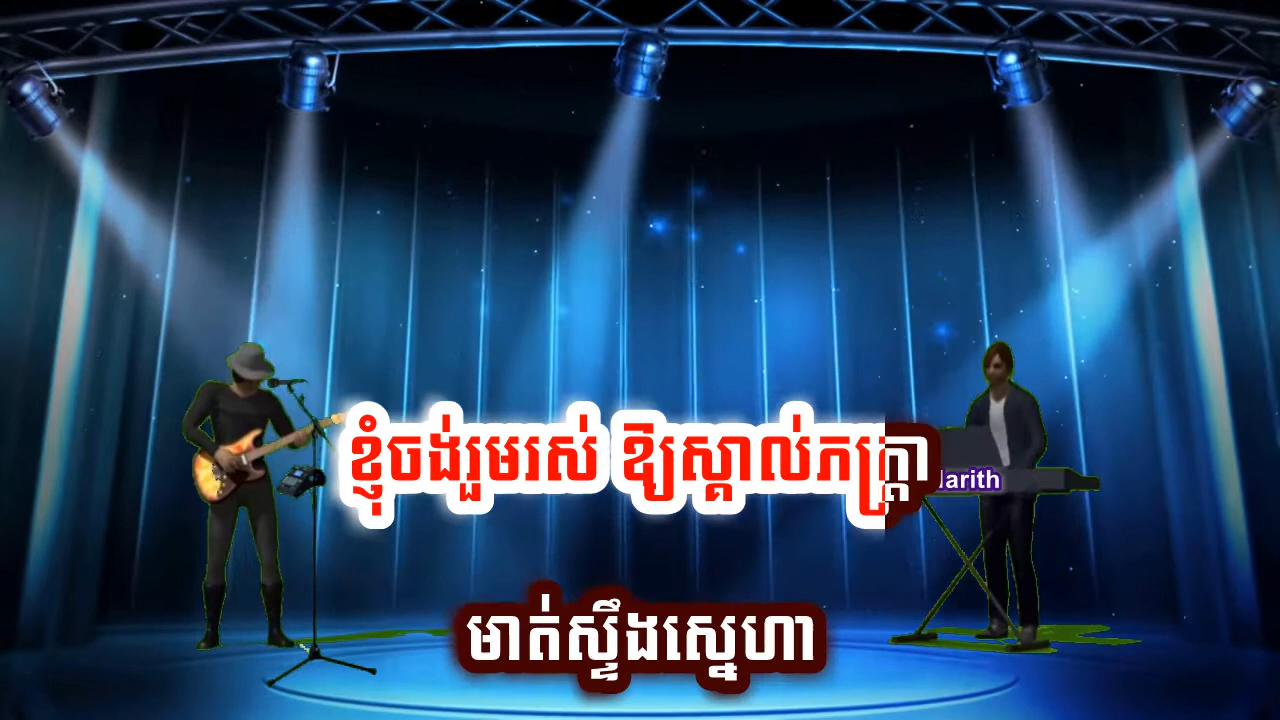 ខ្ញុំចង់រួមរស់ ឱ្យស្គាល់ភក្ត្រា
មាត់ស្ទឹងស្នេហា